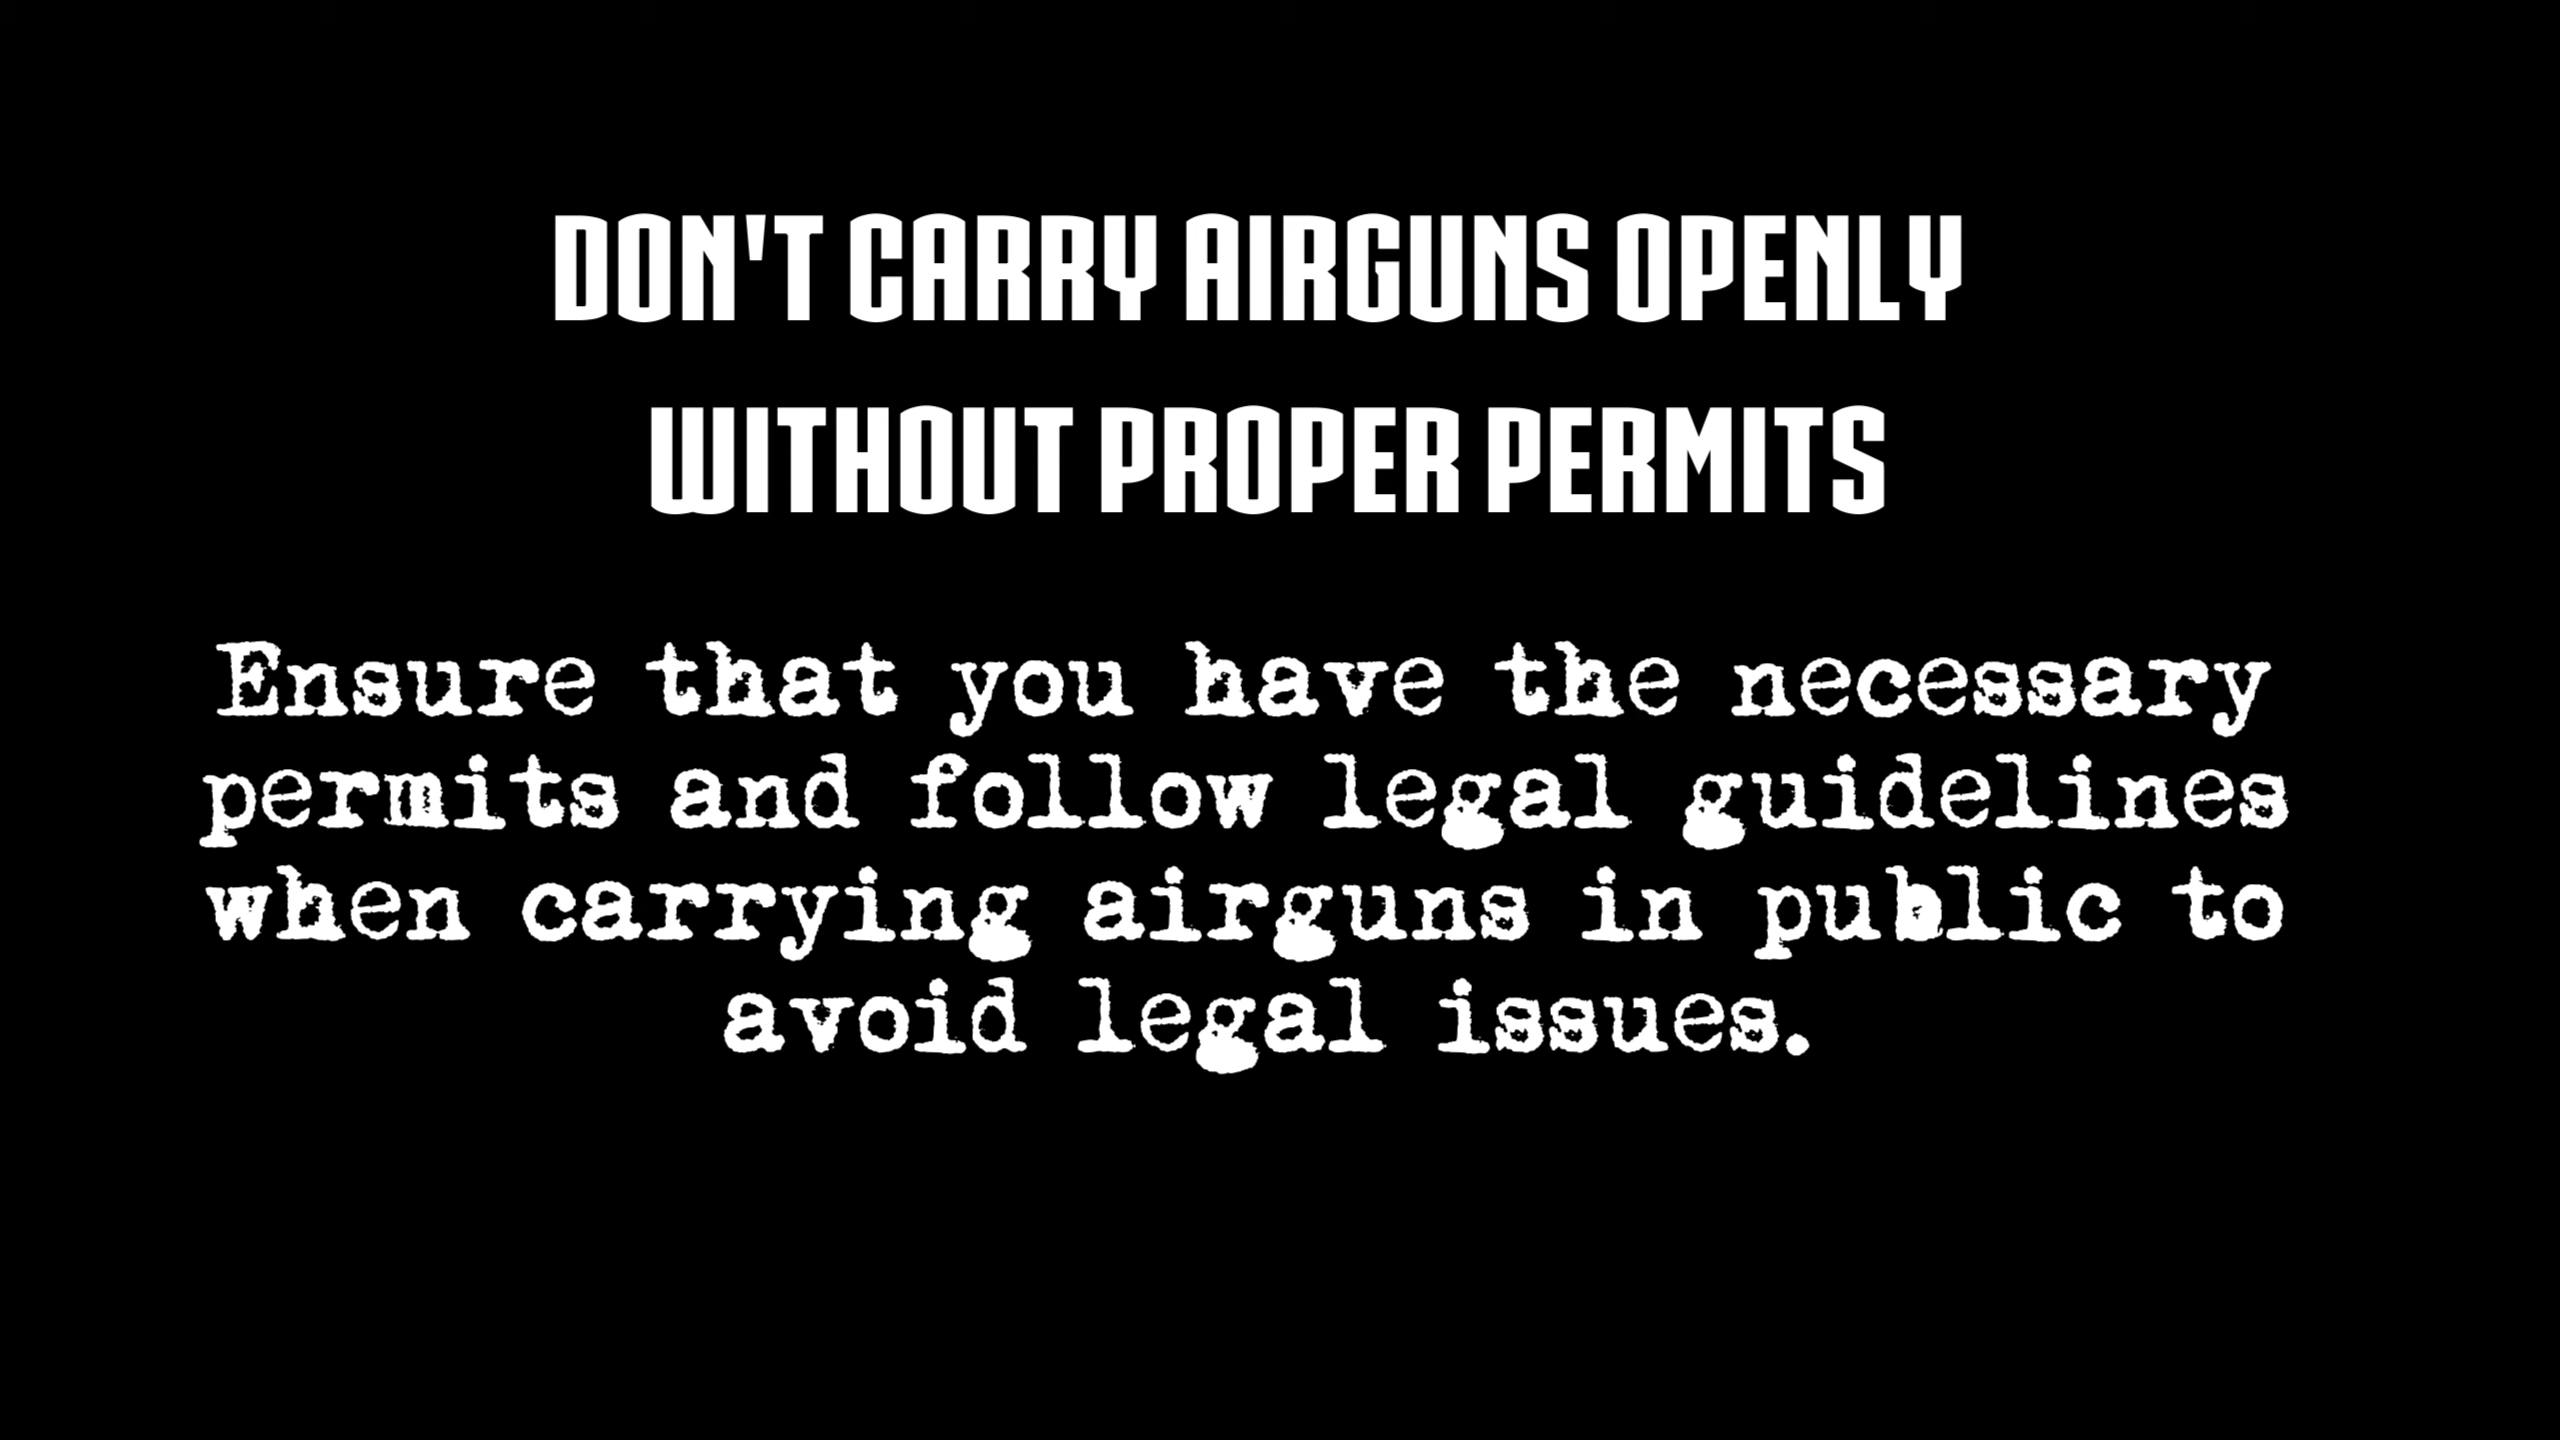 DON'T CARRY AIRGUNS OPENLY
WITHOUT PROPER PERMITS
Ensure that you have the necessary
permits and follow legal guidelines
when carrying airguns in public to
avoid legal issues.